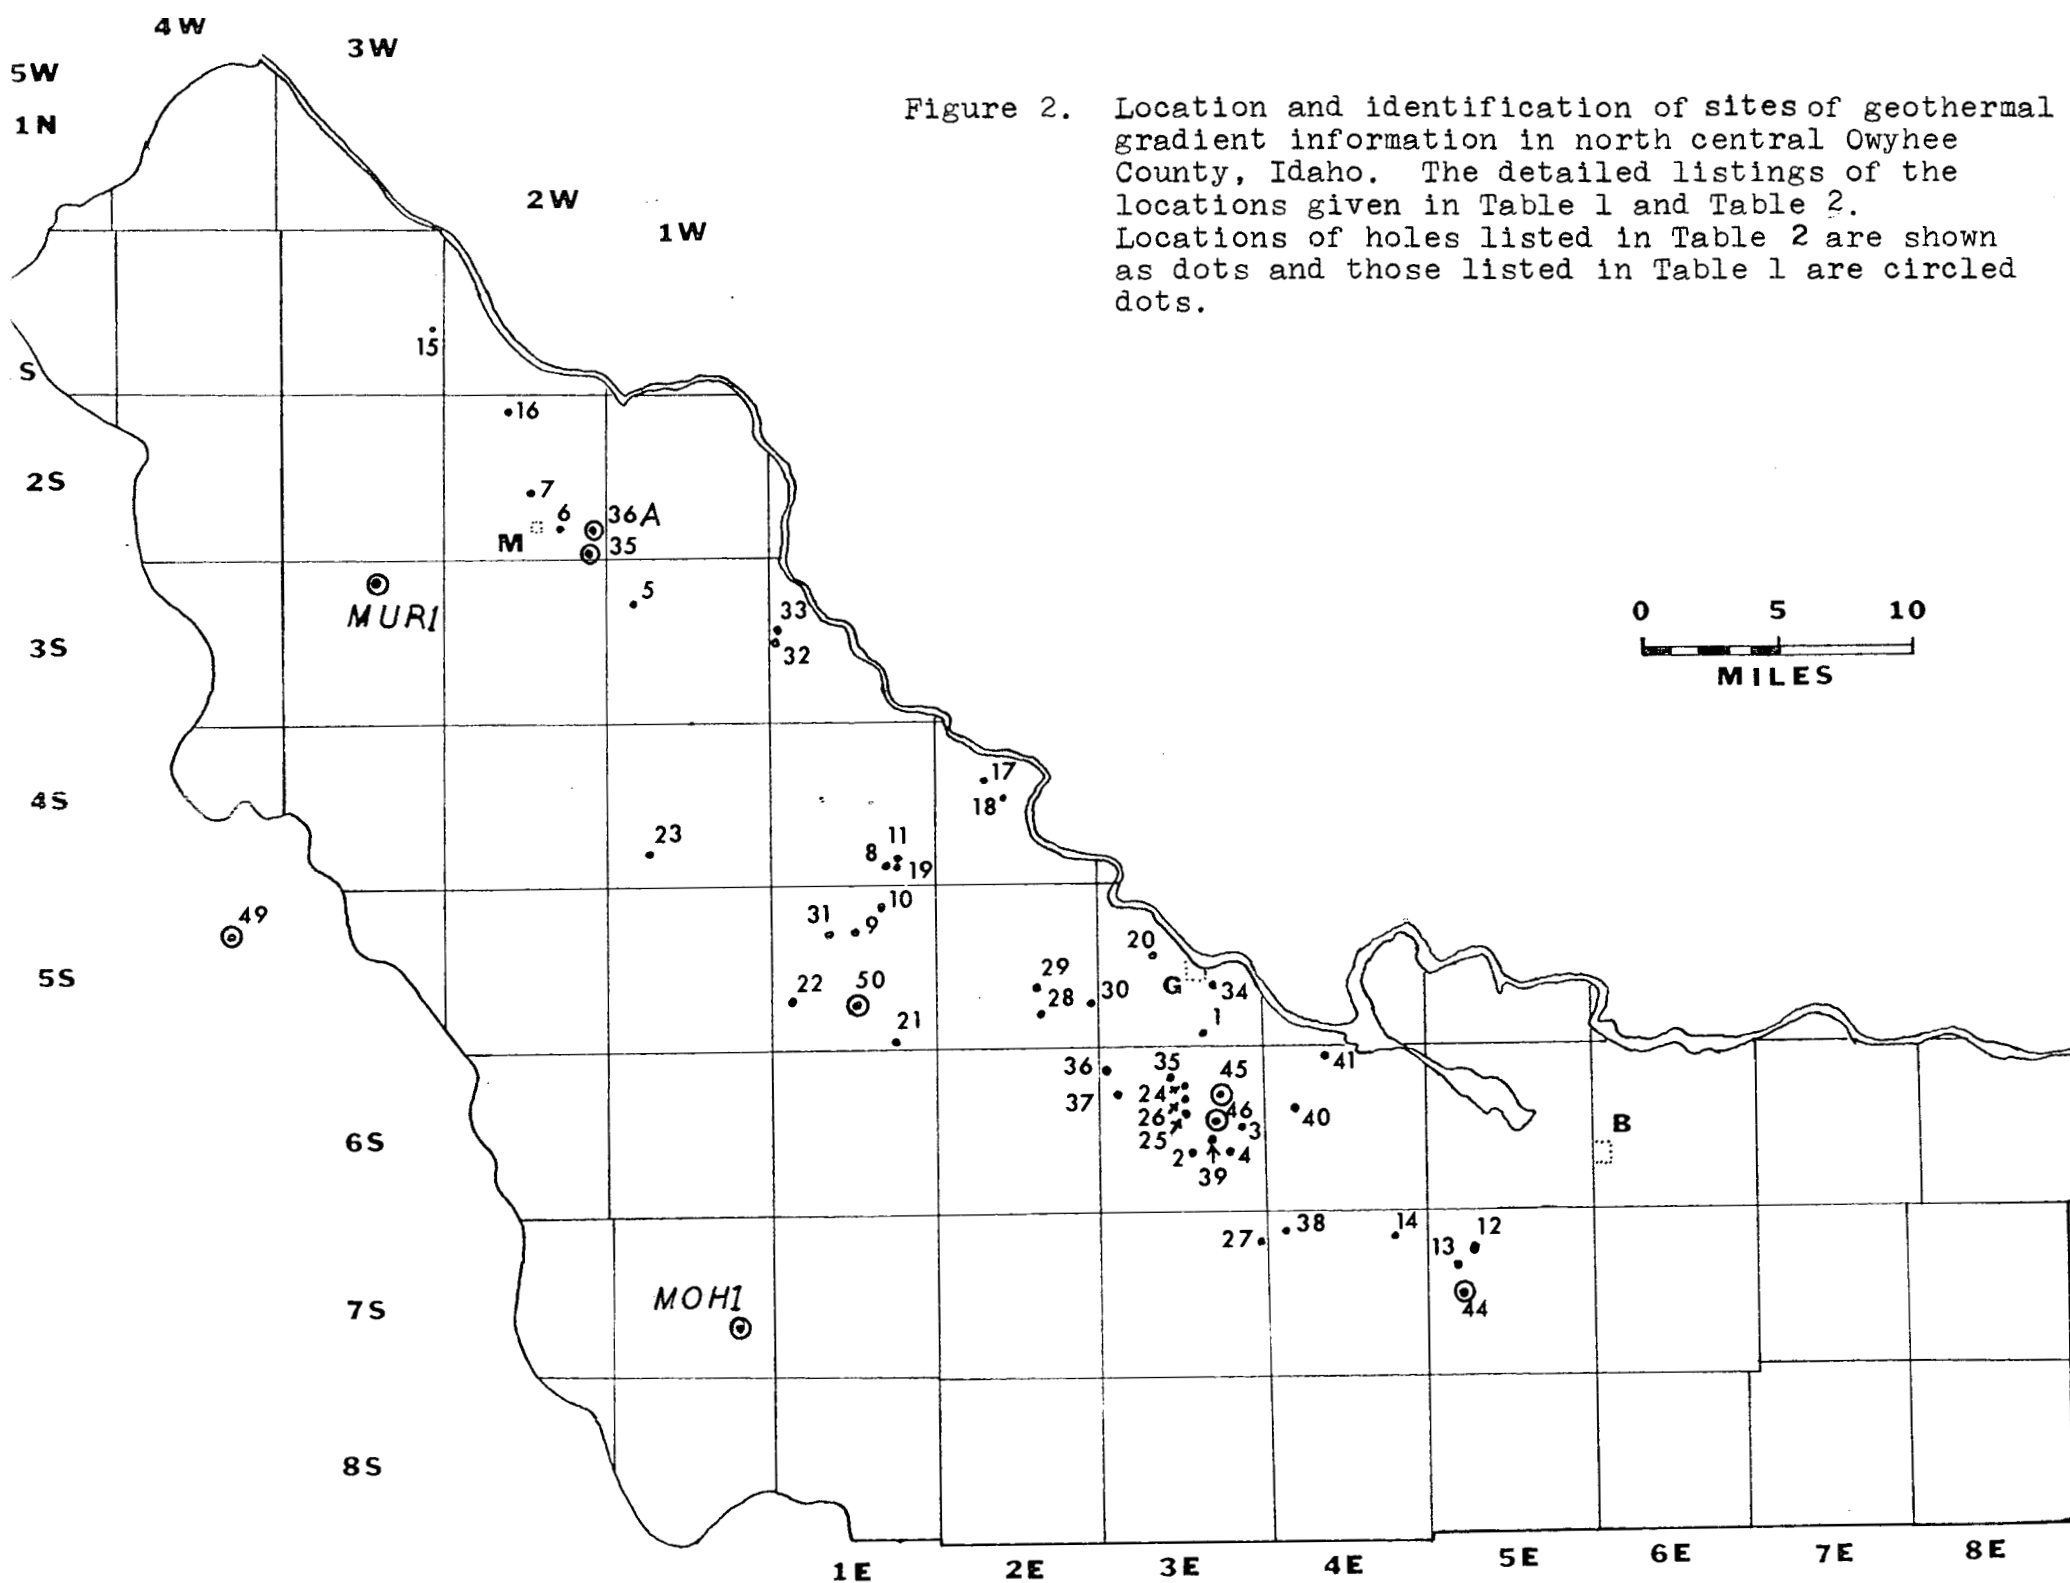 4W
3W
5W
1N
Figure 2. Location and identification of sites of geothermal
gradient information in north central Owyhee
County, Idaho. The detailed listings of the
locations given in Table 1 and Table 2.
Locations of holes listed in Table 2 are shown
as dots and those listed in Table 1 are circled
dots.
2W
1W
15
S
16
2S
7
6
36A
M
35
5
MUR1
33
32
3S
0 5 10
MILES
17
4S
18
23
11
8
19
10
31
9
49
20
5S
29
22
50
28
30
G
34
21
1
36
35
45
41
24
37
26
46
40
B
6S
25
3
2
4
39
27
38
14
12
13
MOH1
7S
44
8S
1E
2E
3E
4E
5E
6E
7E
8E